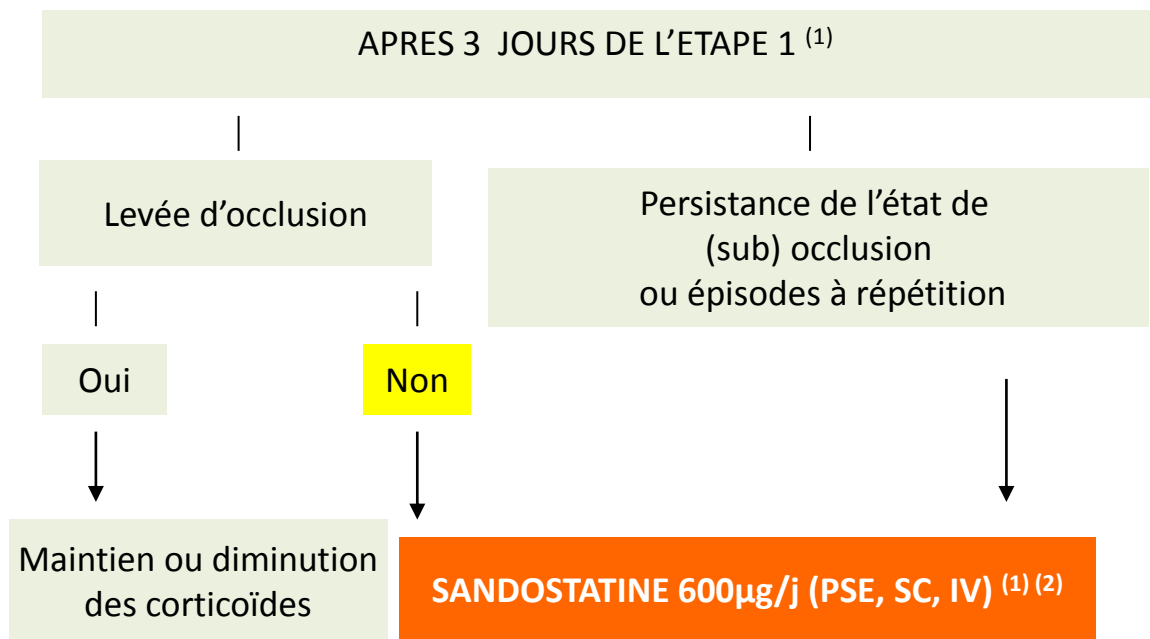 APRES 3 JOURS DE L'ETAPE 1 (1)
Levée d'occlusion
Persistance de l'état de
(sub) occlusion
ou épisodes à répétition
Oui
Non
Maintien ou diminution
des corticoïdes
SANDOSTATINE 600µg/j (PSE, SC, IV) (1) (2)